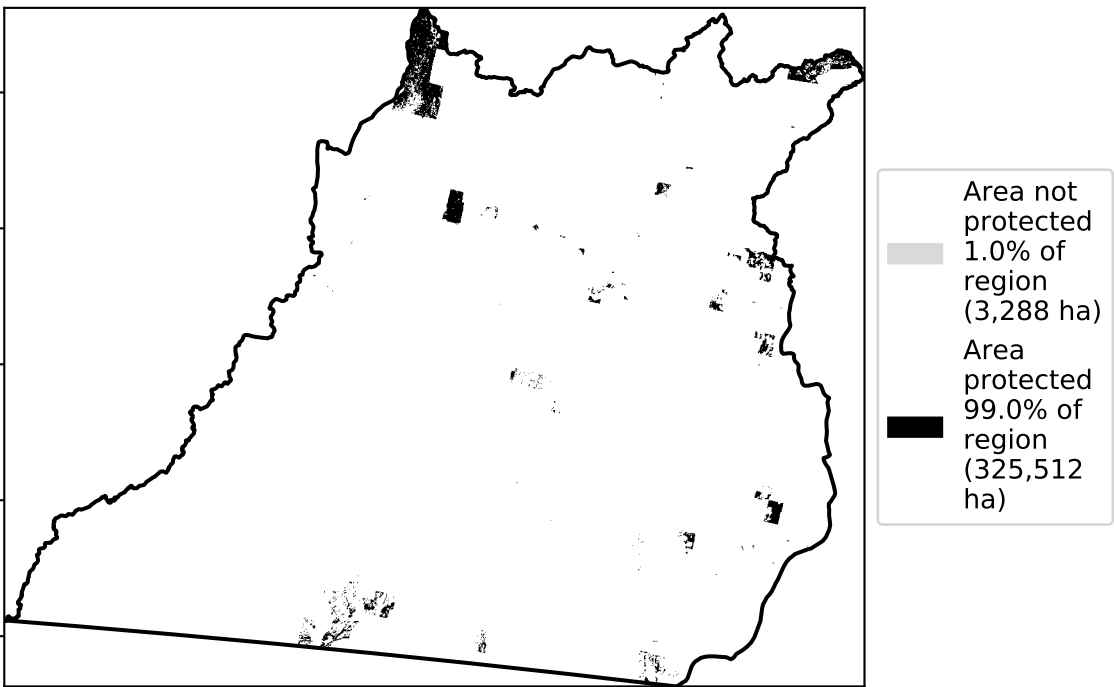 Area not
protected
1.0% of
region
(3,288 ha)
Area
protected
99.0% of
region
(325,512
ha)